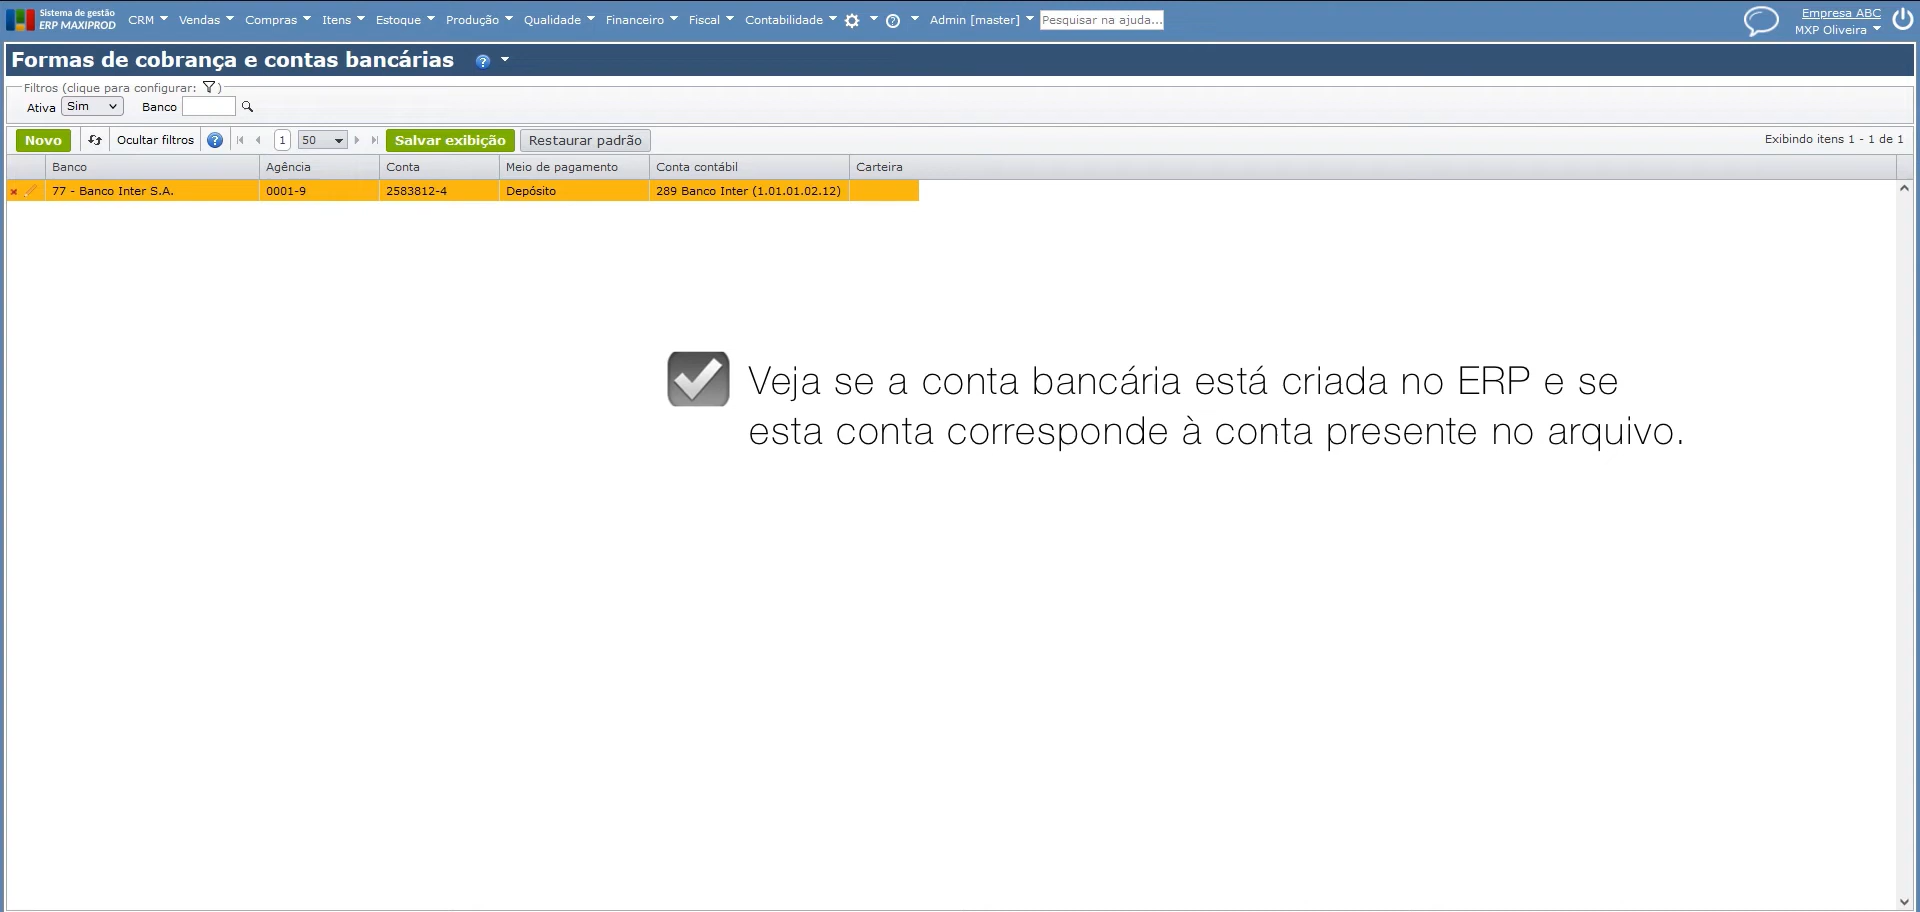 Sistema de gestão
ERP MAXIPROD
CRM Vendas Compras Itens Estoque Produção Qualidade Financeiro Fiscal Contabilidade Admin [master] Pesquisar na ajuda...
Empresa ABC
MXP Oliveira
Formas de cobrança e contas bancárias
Filtros (clique para configurar: )
Ativa Sim Banco
Novo Ocultar filtros 1 50 Salvar exibição Restaurar padrão Exibindo itens 1 - 1 de 1
Banco Agência Conta Meio de pagamento Conta contábil Carteira
77 - Banco Inter S.A. 0001-9 2583812-4 Depósito 289 Banco Inter (1.01.01.02.12)
Veja se a conta bancária está criada no ERP e se
esta conta corresponde à conta presente no arquivo.